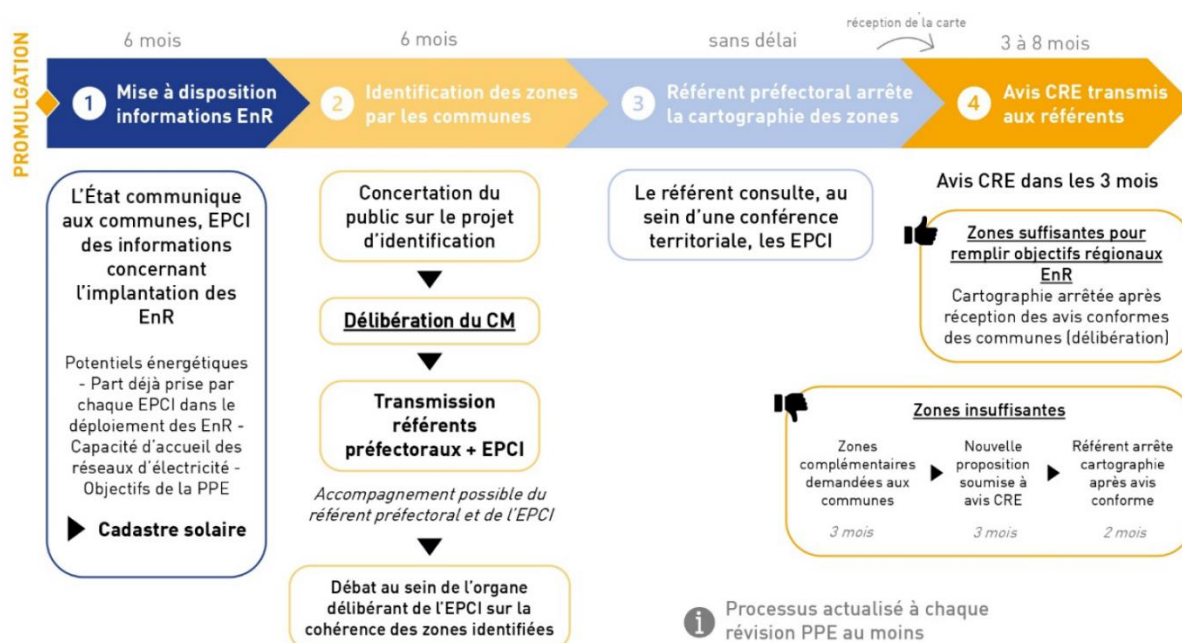 PROMULGATION
6 mois
6 mois
sans délai
réception de la carte
3 à 8 mois
1 Mise à disposition
informations EnR
2 Identification des zones
par les communes
3 Référent préfectoral arrête
la cartographie des zones
4 Avis CRE transmis
aux référents
L'État communique
aux communes, EPCI
des informations
concernant
l'implantation des
EnR
Potentiels énergétiques
- Part déjà prise par
chaque EPCI dans le
déploiement des EnR -
Capacité d'accueil des
réseaux d'électricité -
Objectifs de la PPE
Cadastre solaire
Concertation du
public sur le projet
d'identification
Délibération du CM
Transmission
référents
préfectoraux + EPCI
Accompagnement possible du
référent préfectoral et de l'EPCI
Débat au sein de l'organe
délibérant de l'EPCI sur la
cohérence des zones identifiées
Le référent consulte, au
sein d'une conférence
territoriale, les EPCI
Avis CRE dans les 3 mois
Zones suffisantes pour
remplir objectifs régionaux
EnR
Cartographie arrêtée après
réception des avis conformes
des communes (délibération)
Zones insuffisantes
Zones
complémentaires
demandées aux
communes
3 mois
Nouvelle
proposition
soumise à
avis CRE
3 mois
Référent arrête
cartographie
après avis
conforme
2 mois
i Processus actualisé à chaque
révision PPE au moins